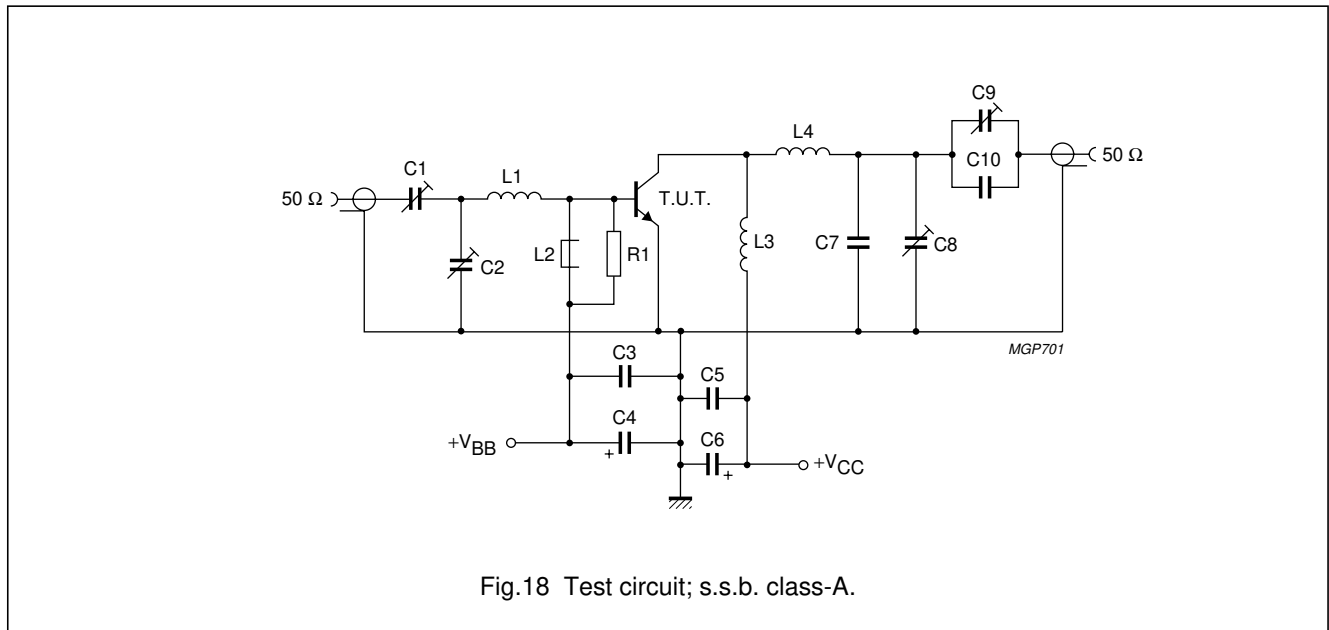 C9
L4
C10
50 Ω
C1
L1
50 Ω
T.U.T.
C2
L2
R1
L3
C7
C8
MGP701
C3
C5
C4
C6
+VBB
+
+
+VCC
Fig.18 Test circuit; s.s.b. class-A.